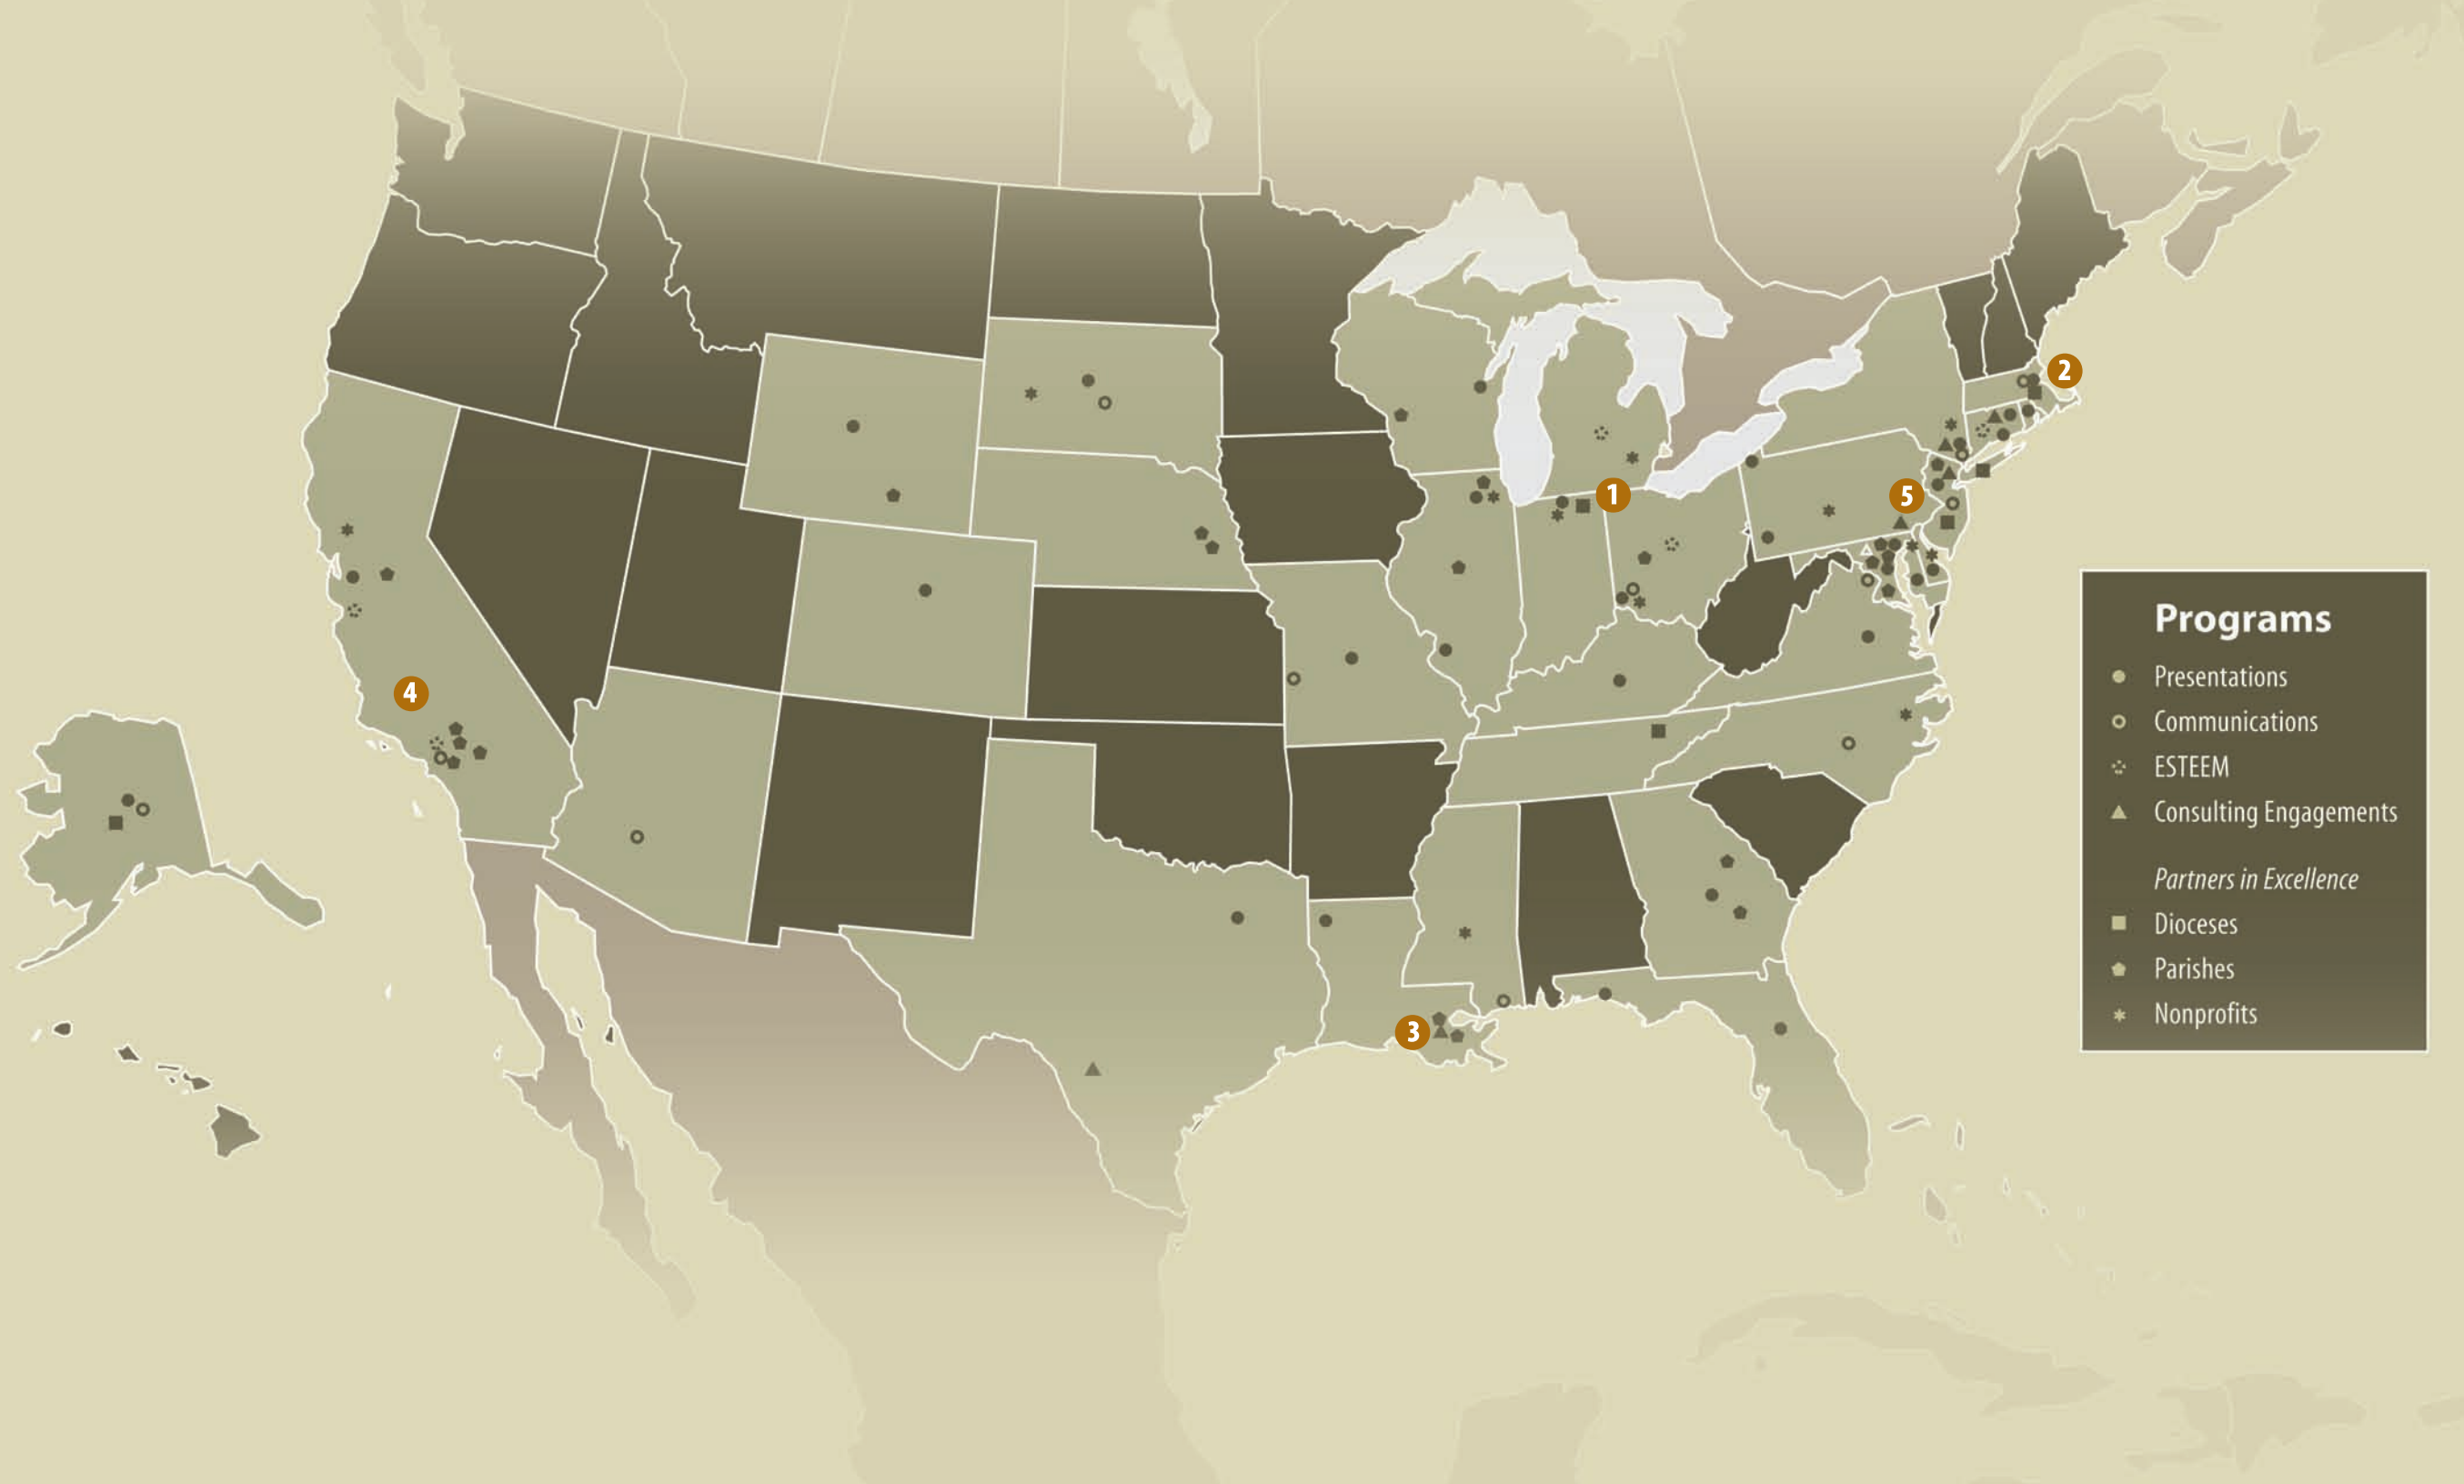 2
1
5
4
3
Programs
Presentations
Communications
ESTEEM
Consulting Engagements
Partners in Excellence
Dioceses
Parishes
Nonprofits